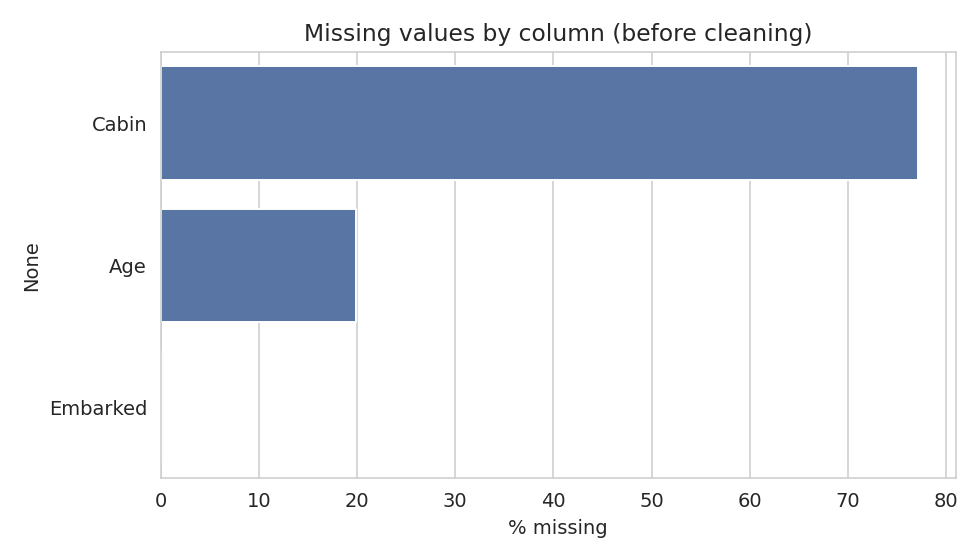 Missing values by column (before cleaning)
Cabin
Age
Embarked
None
0 10 20 30 40 50 60 70 80
% missing